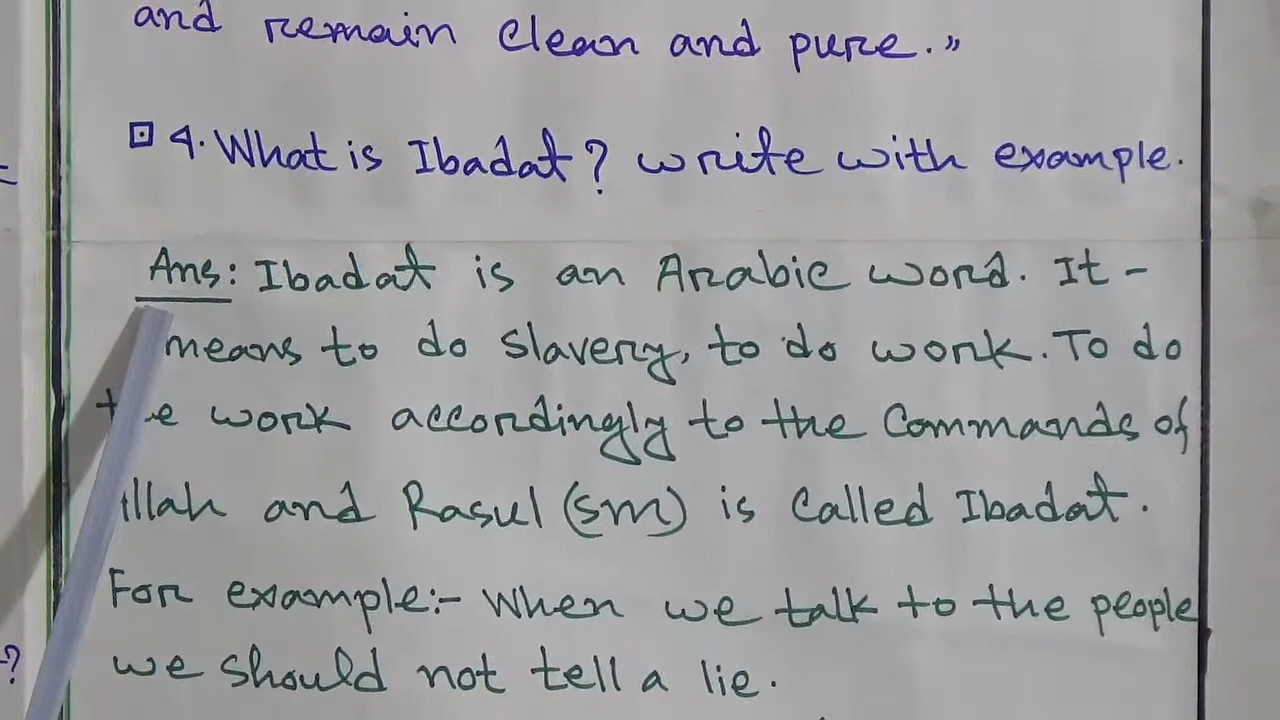 and remain clean and pure.”
4. What is Ibadat? write with example.
Ans: Ibadat is an Arabic word. It -
means to do slavery, to do work. To do
the work accordingly to the commands of
Allah and Rasul (sm) is called Ibadat.
For example:- When we talk to the people
we should not tell a lie.
?